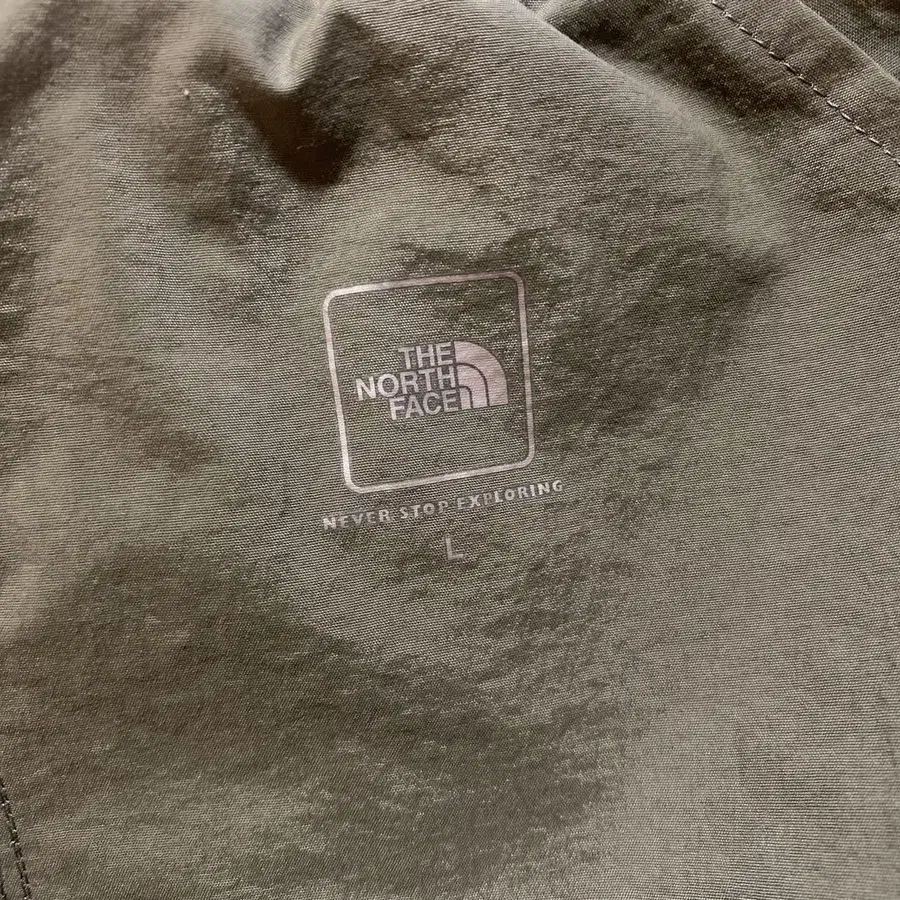 THE
NORTH
FACE
NEVER STOP EXPLORING
L